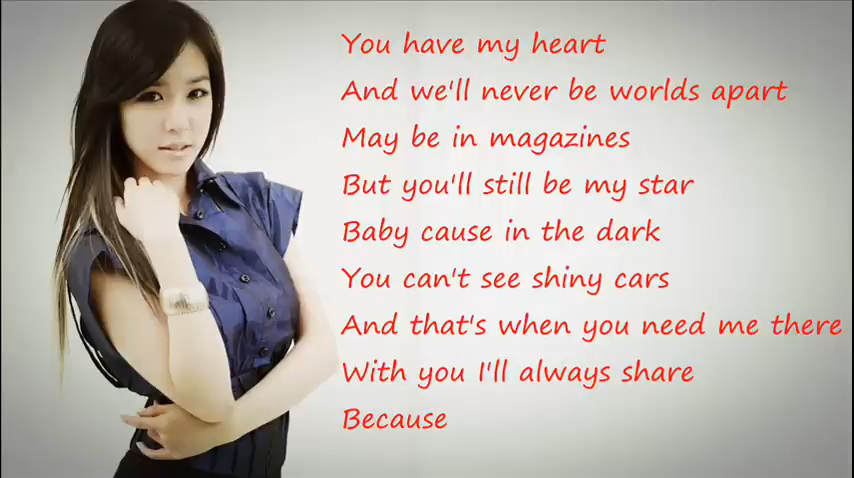 You have my heart
And we'll never be worlds apart
May be in magazines
But you'll still be my star
Baby cause in the dark
You can't see shiny cars
And that's when you need me there
With you I'll always share
Because